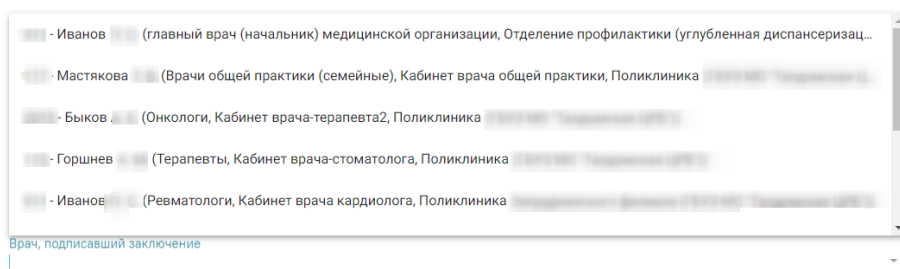 - Иванов (главный врач (начальник) медицинской организации, Отделение профилактики (углубленная диспансеризац...
- Мастякова (Врачи общей практики (семейные), Кабинет врача общей практики, Поликлиника
- Быков (Онкологи, Кабинет врача-терапевта2, Поликлиника
- Горшнев (Терапевты, Кабинет врача-стоматолога, Поликлиника
- Иванов (Ревматологи, Кабинет врача кардиолога, Поликлиника
Врач, подписавший заключение